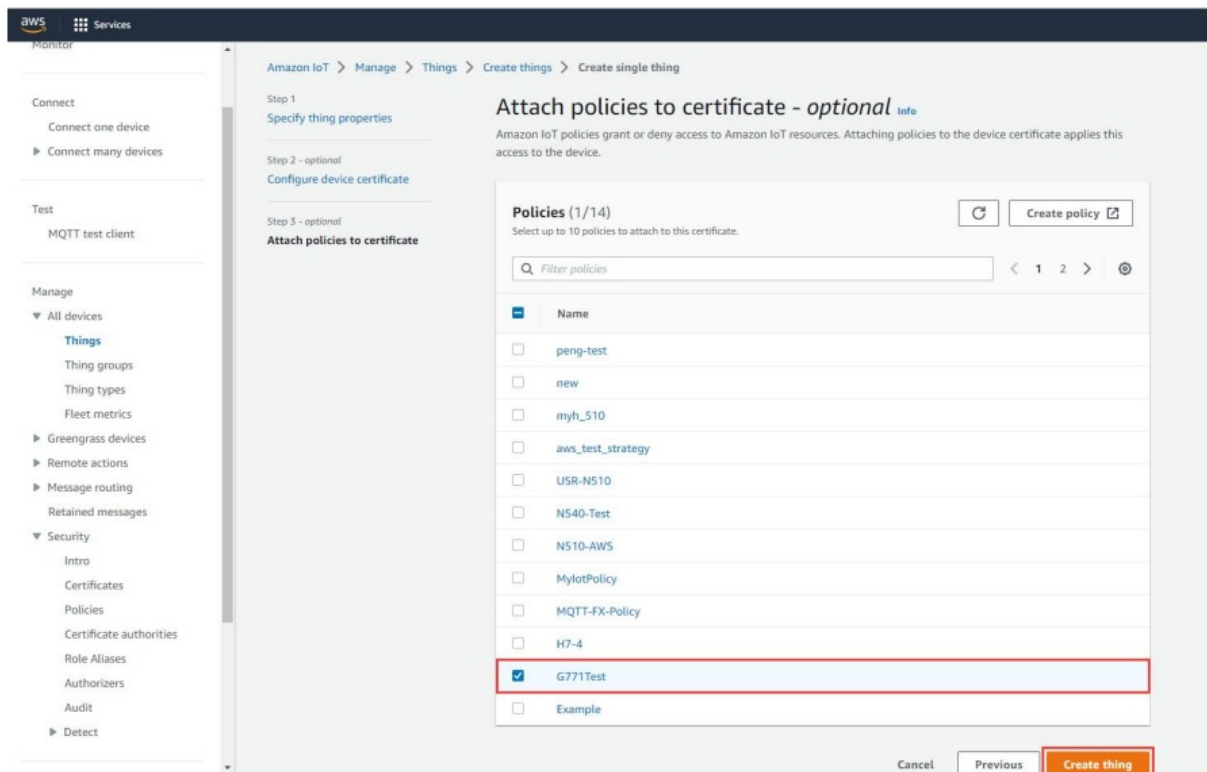 aws
Services
Monitor
Connect
Connect one device
Connect many devices
Test
MQTT test client
Manage
All devices
Things
Thing groups
Thing types
Fleet metrics
Greengrass devices
Remote actions
Message routing
Retained messages
Security
Intro
Certificates
Policies
Certificate authorities
Role Aliases
Authorizers
Audit
Detect
Amazon IoT > Manage > Things > Create things > Create single thing
Step 1
Specify thing properties
Step 2 - optional
Configure device certificate
Step 3 - optional
Attach policies to certificate
Attach policies to certificate - optional Info
Amazon IoT policies grant or deny access to Amazon IoT resources. Attaching policies to the device certificate applies this
access to the device.
Policies (1/14)
Select up to 10 policies to attach to this certificate.
Create policy
Filter policies
1 2
Name
peng-test
new
myh_510
aws_test_strategy
USR-N510
N540-Test
N510-AWS
MyIotPolicy
MQTT-FX-Policy
H7-4
G771Test
Example
Cancel
Previous
Create thing